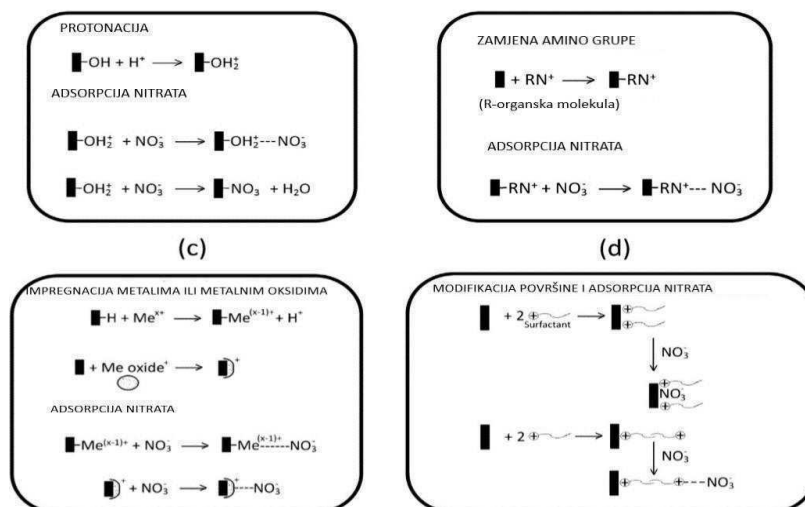 PROTONACIJA
-OH + H⁺ → -OH₂⁺
ADSORPCIJA NITRATA
-OH₂⁺ + NO₃⁻ → -OH₂⁺---NO₃⁻
-OH₂⁺ + NO₃⁻ → -NO₃ + H₂O
ZAMJENA AMINO GRUPE
+ RN⁺ → -RN⁺
(R-organska molekula)
ADSORPCIJA NITRATA
-RN⁺ + NO₃⁻ → -RN⁺--- NO₃⁻
(c)
(d)
IMPREGNACIJA METALIMA ILI METALNIM OKSIDIMA
-H + Meˣ⁺ → -Me⁽ˣ⁻¹⁾⁺ + H⁺
+ Me oxide⁺ → ⁺
ADSORPCIJA NITRATA
-Me⁽ˣ⁻¹⁾⁺ + NO₃⁻ → -Me⁽ˣ⁻¹⁾⁺------NO₃⁻
⁺ + NO₃⁻ → ⁺----NO₃⁻
MODIFIKACIJA POVRŠINE I ADSORPCIJA NITRATA
+ 2 ⊕ → ⊕
Surfactant ⊕
↓ NO₃⁻
⊕
NO₃⁻
⊕
+ 2 ⊕ → ⊕ ⊕
↓ NO₃⁻
⊕ ⊕---NO₃⁻